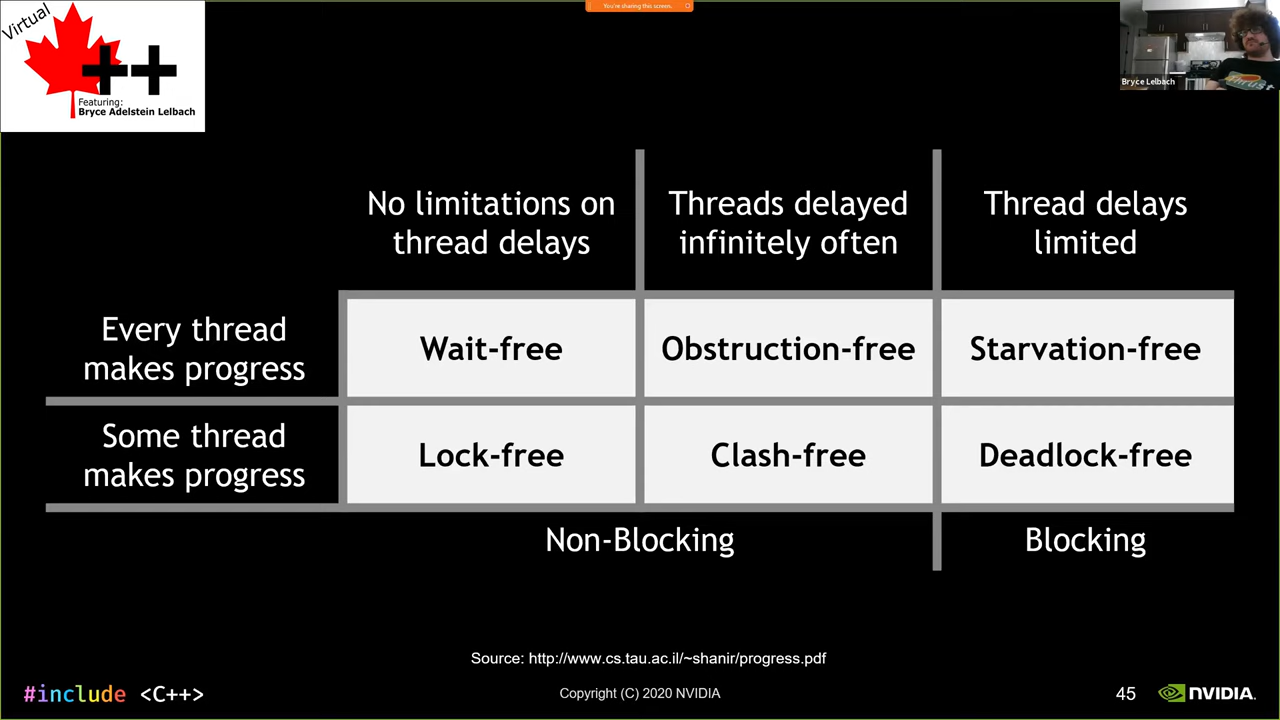 You're sharing this screen.
Virtual
++
Featuring:
Bryce Adelstein Lelbach
Bryce Lelbach
No limitations on
thread delays
Threads delayed
infinitely often
Thread delays
limited
Every thread
makes progress
Wait-free
Obstruction-free
Starvation-free
Some thread
makes progress
Lock-free
Clash-free
Deadlock-free
Non-Blocking
Blocking
Source: http://www.cs.tau.ac.il/~shanir/progress.pdf
#include <C++>
Copyright (C) 2020 NVIDIA
45
NVIDIA.